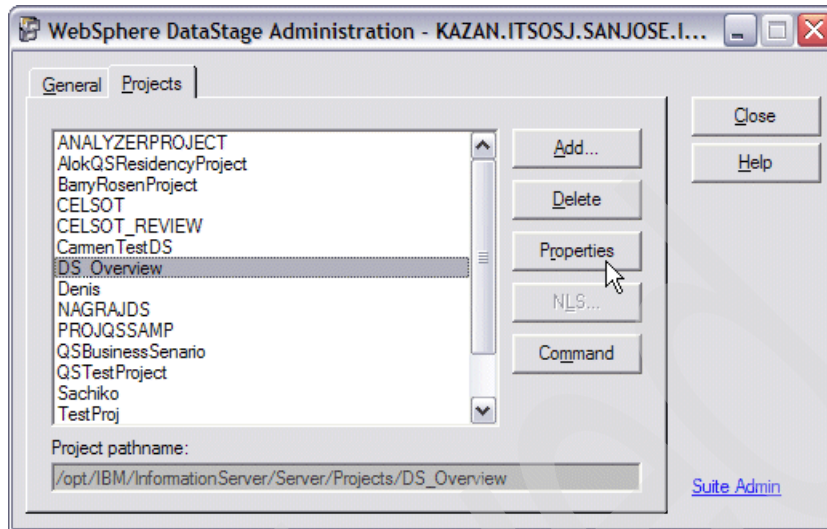 WebSphere DataStage Administration - KAZAN.ITSOSJ.SANJOSE.I...
General Projects
ANALYZERPROJECT
AlokQSResidencyProject
BarryRosenProject
CELSOT
CELSOT_REVIEW
CarmenTestDS
DS_Overview
Denis
NAGRAJDS
PROJQSSAMP
QSBusinessSenario
QSTestProject
Sachiko
TestProj
Add...
Delete
Properties
NLS...
Command
Close
Help
Project pathname:
/opt/IBM/InformationServer/Server/Projects/DS_Overview
Suite Admin